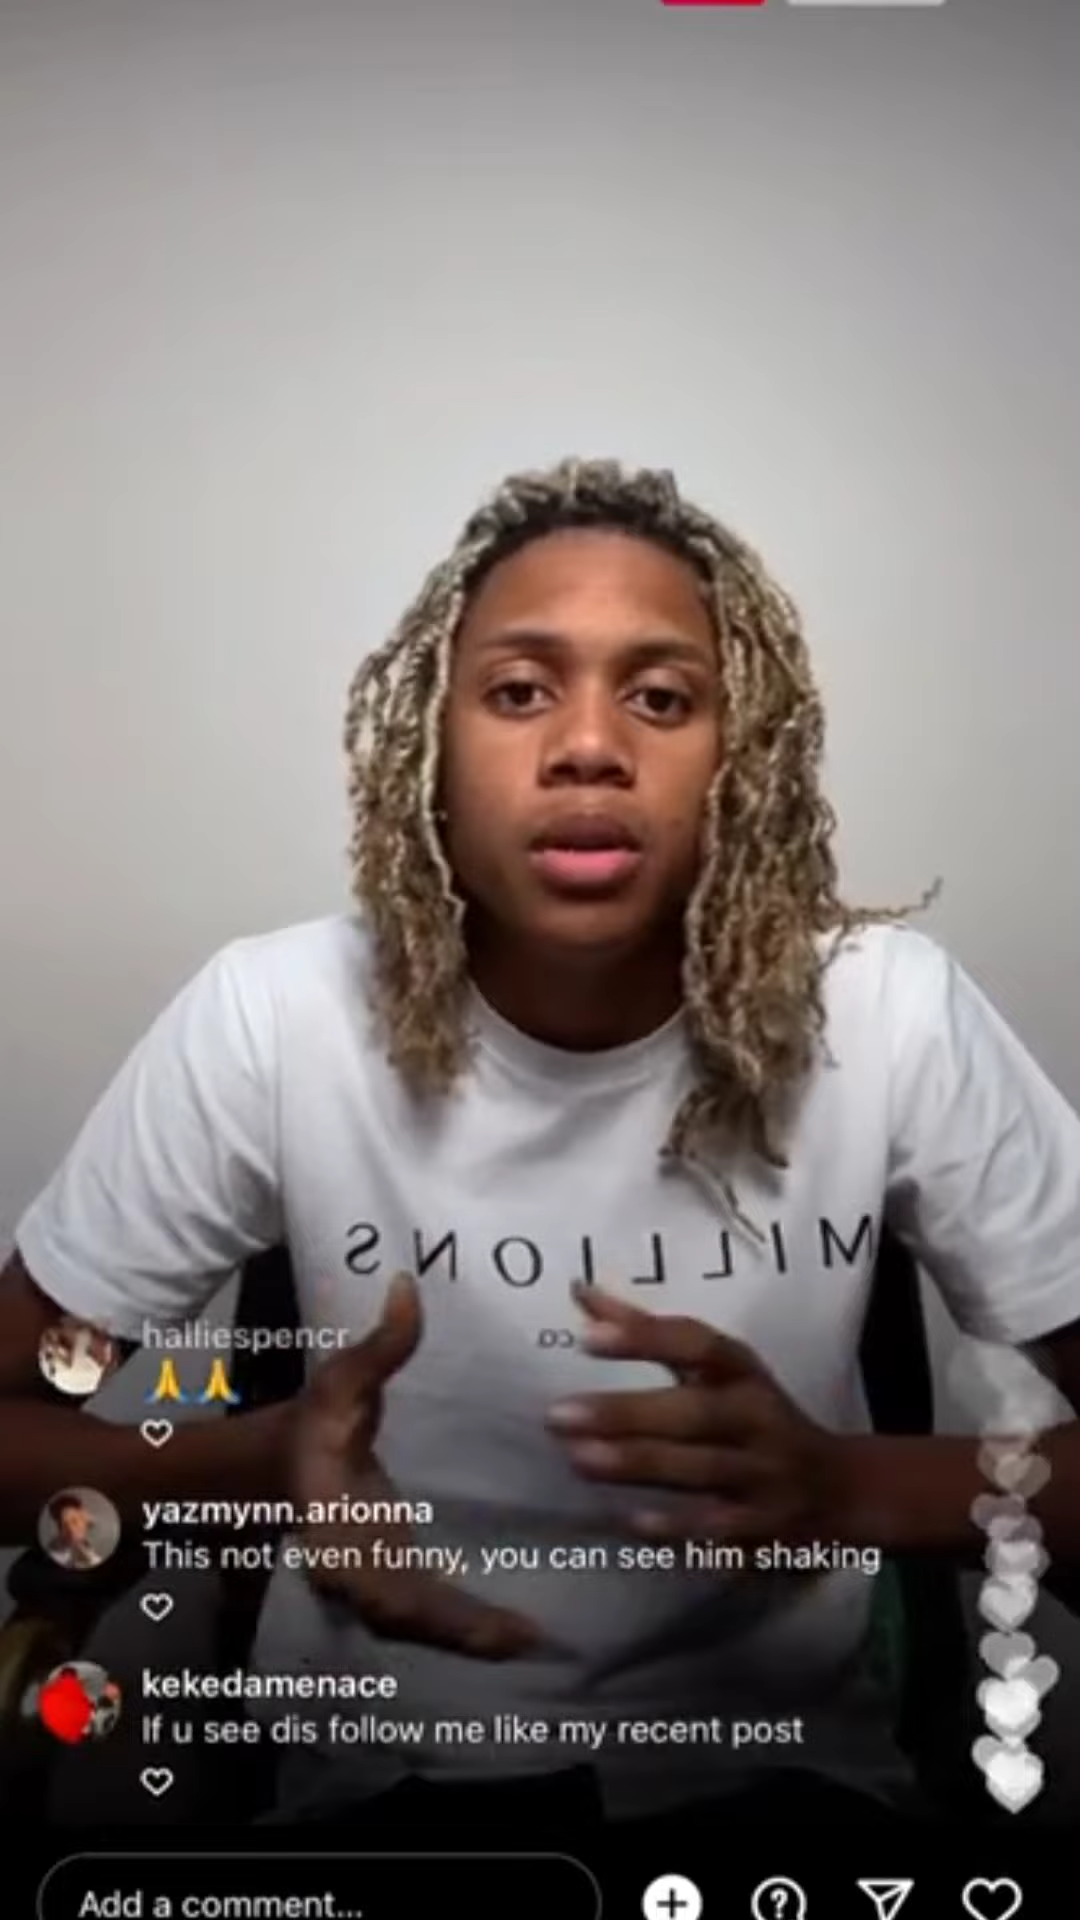 MILLIONS
co
halliespencr
🙏🙏
yazmynn.arionna
This not even funny, you can see him shaking
kekedamenace
If u see dis follow me like my recent post
Add a comment...